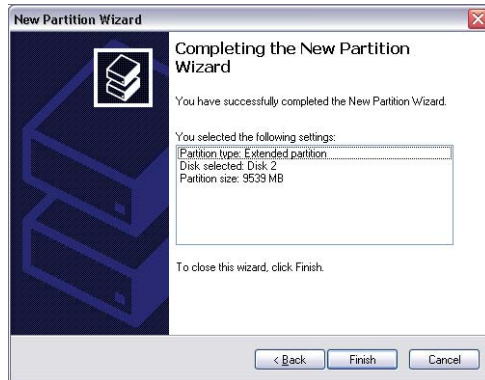 New Partition Wizard
Completing the New Partition
Wizard
You have successfully completed the New Partition Wizard.
You selected the following settings:
Partition type: Extended partition
Disk selected: Disk 2
Partition size: 9539 MB
To close this wizard, click Finish.
< Back Finish Cancel